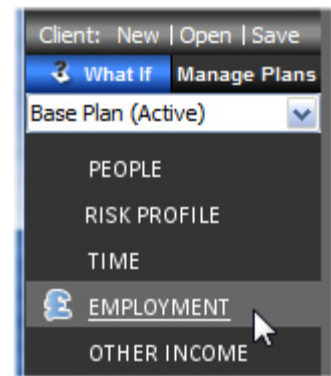 Client: New | Open | Save
What If Manage Plans
Base Plan (Active)
PEOPLE
RISK PROFILE
TIME
£ EMPLOYMENT
OTHER INCOME